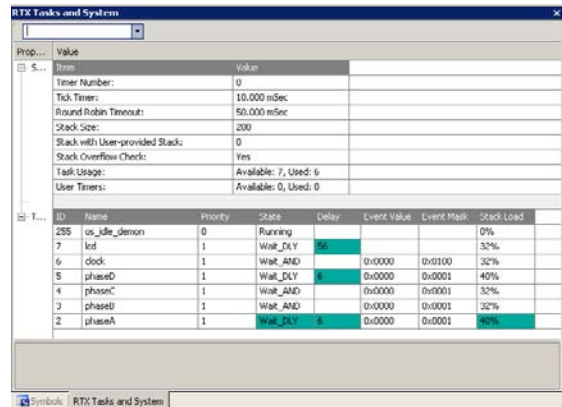 RTX Tasks and System
Prop... Value
S... Item Value
Timer Number: 0
Tick Timer: 10.000 mSec
Round Robin Timeout: 50.000 mSec
Stack Size: 200
Stack with User-provided Stack: 0
Stack Overflow Check: Yes
Task Usage: Available: 7, Used: 6
User Timers: Available: 0, Used: 0
T... ID Name Priority State Delay Event Value Event Mask Stack Load
255 os_idle_demon 0 Running 0%
7 lcd 1 Wait_DLY 56 32%
6 clock 1 Wait_AND 0x0000 0x0100 32%
5 phaseD 1 Wait_DLY 6 0x0000 0x0001 40%
4 phaseC 1 Wait_AND 0x0000 0x0001 32%
3 phaseB 1 Wait_AND 0x0000 0x0001 32%
2 phaseA 1 Wait_DLY 6 0x0000 0x0001 40%
Symbols RTX Tasks and System